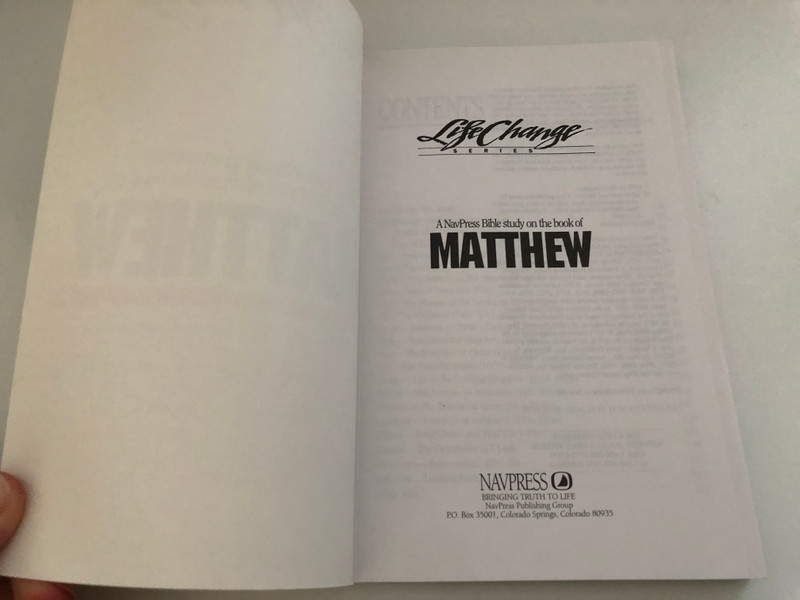 CONTENTS
LifeChange
SERIES
A NavPress Bible study on the book of
MATTHEW
NAVPRESS
BRINGING TRUTH TO LIFE
NavPress Publishing Group
P.O. Box 35001, Colorado Springs, Colorado 80935